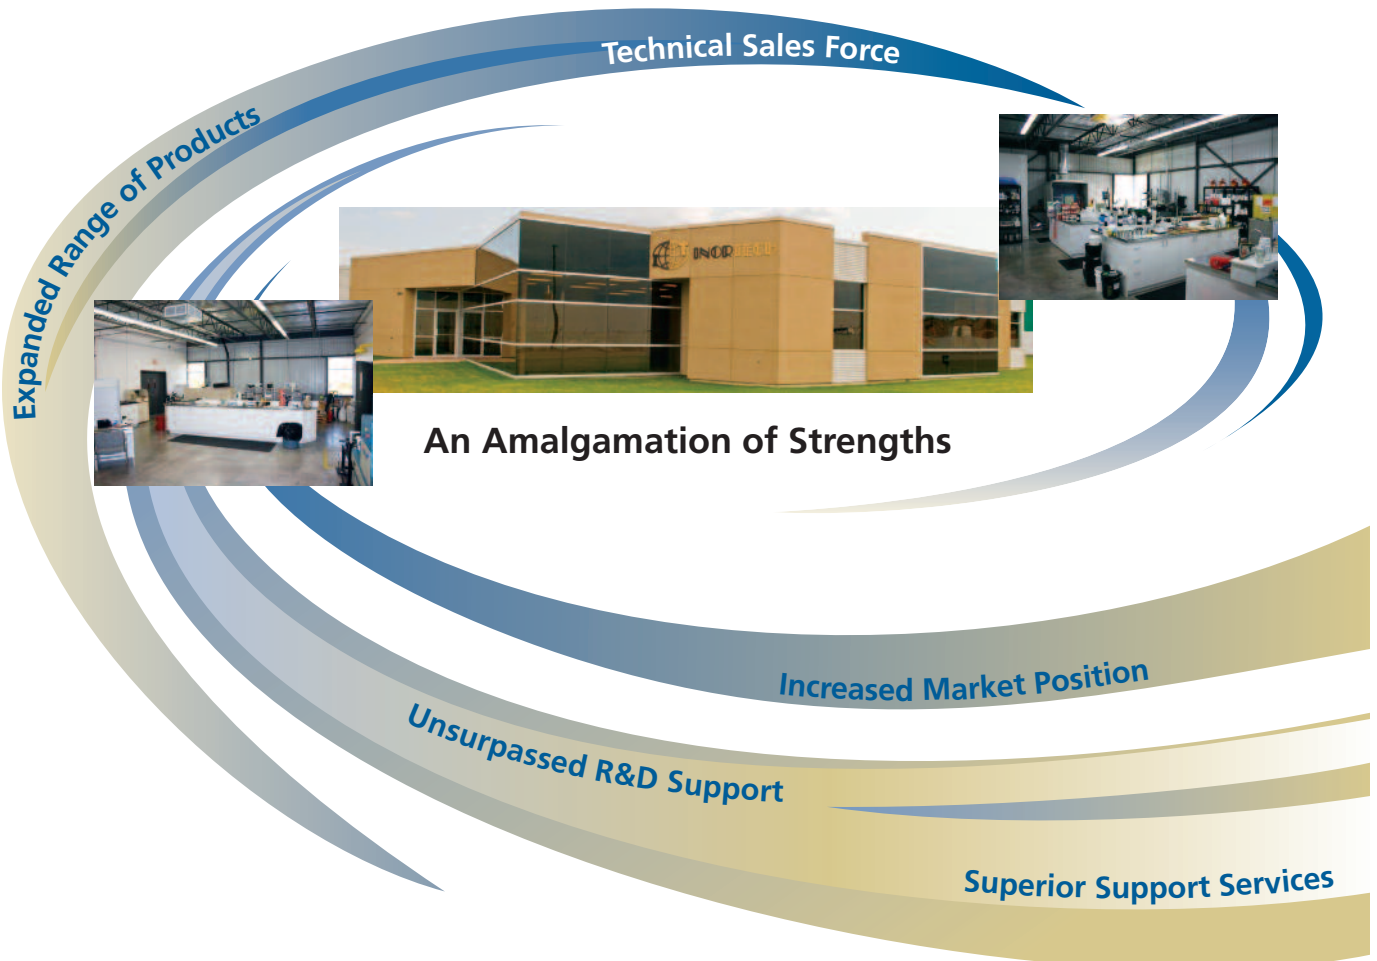 Technical Sales Force
Expanded Range of Products
INORTECH
An Amalgamation of Strengths
Increased Market Position
Unsurpassed R&D Support
Superior Support Services